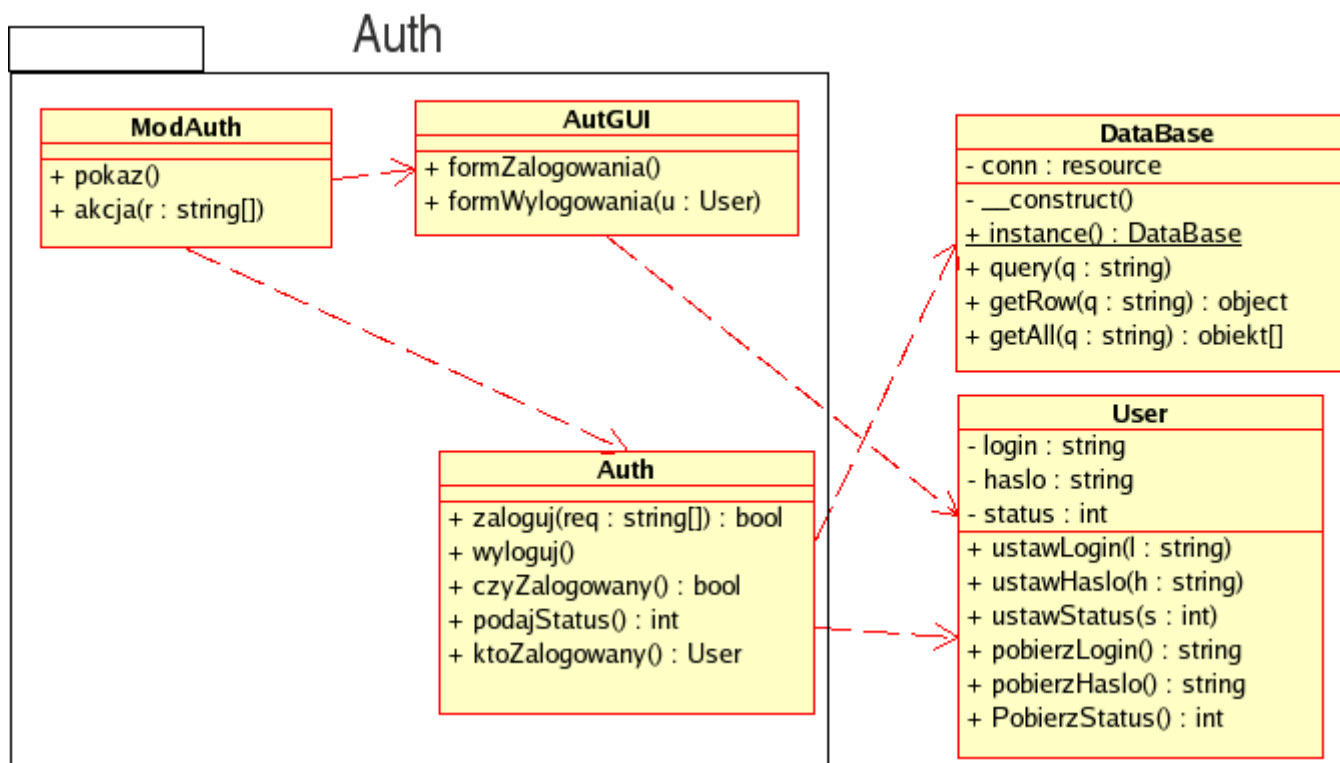 Auth
ModAuth
+ pokaz()
+ akcja(r : string[])
AutGUI
+ formZalogowania()
+ formWylogowania(u : User)
DataBase
- conn : resource
- __construct()
+ instance() : DataBase
+ query(q : string)
+ getRow(q : string) : object
+ getAll(q : string) : obiekt[]
Auth
+ zaloguj(req : string[]) : bool
+ wyloguj()
+ czyZalogowany() : bool
+ podajStatus() : int
+ ktoZalogowany() : User
User
- login : string
- haslo : string
- status : int
+ ustawLogin(l : string)
+ ustawHaslo(h : string)
+ ustawStatus(s : int)
+ pobierzLogin() : string
+ pobierzHaslo() : string
+ PobierzStatus() : int